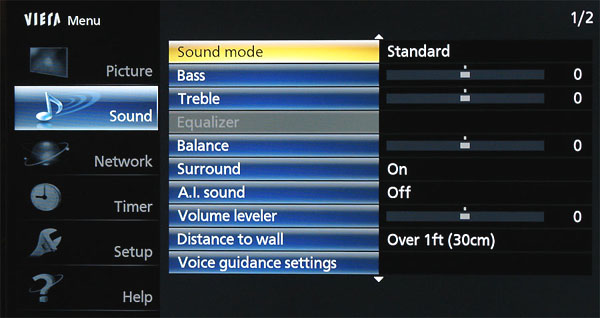 VIERA Menu
1/2
Picture
Sound
Network
Timer
Setup
Help
Sound mode Standard
Bass 0
Treble 0
Equalizer
Balance 0
Surround On
A.I. sound Off
Volume leveler 0
Distance to wall Over 1ft (30cm)
Voice guidance settings